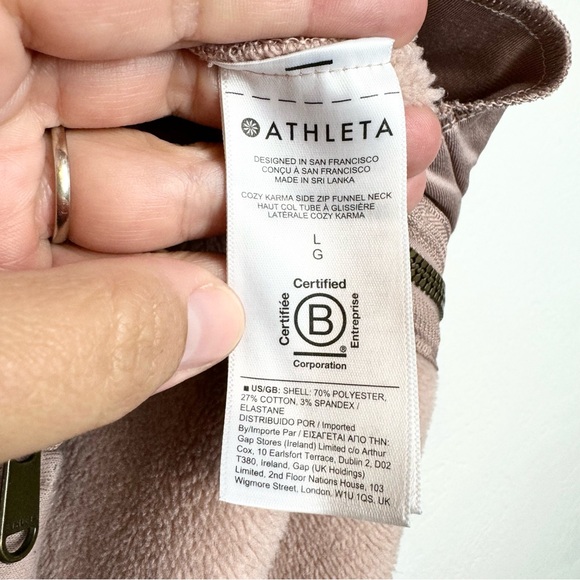 ATHLETA
DESIGNED IN SAN FRANCISCO
CONÇU À SAN FRANCISCO
MADE IN SRI LANKA
COZY KARMA SIDE ZIP FUNNEL NECK
HAUT COL TUBE À GLISSIÈRE
LATÉRALE COZY KARMA
L
G
Certified
Certifiée
B
Entreprise
®
Corporation
■ US/GB: SHELL: 70% POLYESTER,
27% COTTON, 3% SPANDEX /
ELASTANE
DISTRIBUTED FOR / Imported
By/Importe Par / ΕΙΣΑΓΕΤΑΙ ΑΠΟ ΤΗΝ:
Gap Stores (Ireland) Limited c/o Arthur
Cox, 10 Earlsfort Terrace, Dublin 2, D02
T380, Ireland, Gap (UK Holdings)
Limited, 2nd Floor Nations House, 103
Wigmore Street, London, W1U 1QS, UK